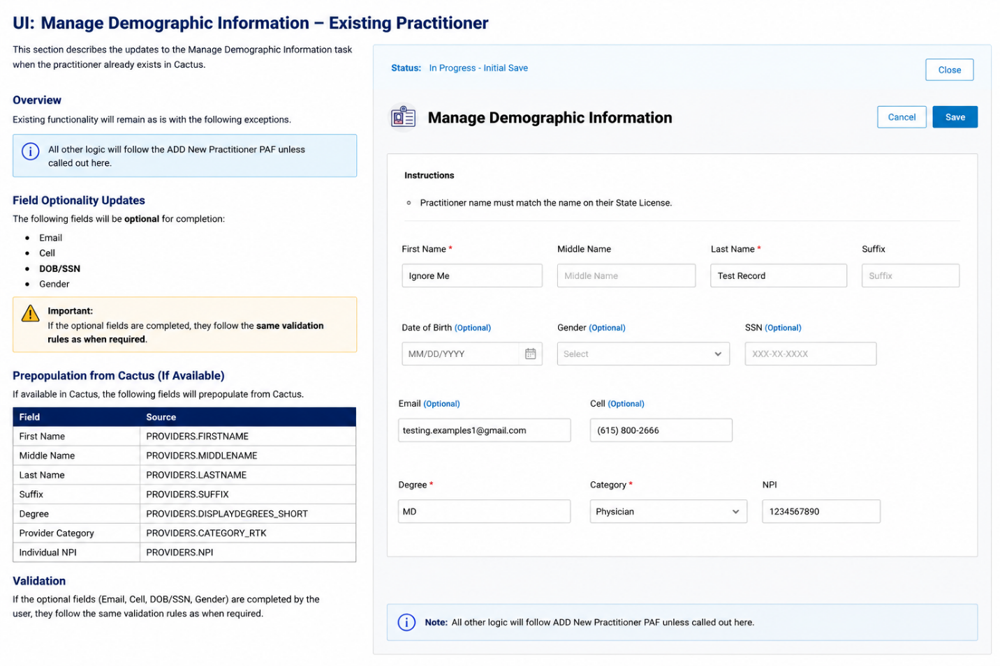 UI: Manage Demographic Information – Existing Practitioner
This section describes the updates to the Manage Demographic Information task
when the practitioner already exists in Cactus.
Overview
Existing functionality will remain as is with the following exceptions.
All other logic will follow the ADD New Practitioner PAF unless
called out here.
Field Optionality Updates
The following fields will be optional for completion:
• Email
• Cell
• DOB/SSN
• Gender
Important:
If the optional fields are completed, they follow the same validation
rules as when required.
Prepopulation from Cactus (If Available)
If available in Cactus, the following fields will prepopulate from Cactus.
Field Source
First Name PROVIDERS.FIRSTNAME
Middle Name PROVIDERS.MIDDLENAME
Last Name PROVIDERS.LASTNAME
Suffix PROVIDERS.SUFFIX
Degree PROVIDERS.DISPLAYDEGREES_SHORT
Provider Category PROVIDERS.CATEGORY_RTK
Individual NPI PROVIDERS.NPI
Validation
If the optional fields (Email, Cell, DOB/SSN, Gender) are completed by the
user, they follow the same validation rules as when required.
Status: In Progress - Initial Save
Close
Manage Demographic Information
Cancel
Save
Instructions
Practitioner name must match the name on their State License.
First Name * Middle Name Last Name * Suffix
Ignore Me Middle Name Test Record Suffix
Date of Birth (Optional) Gender (Optional) SSN (Optional)
MM/DD/YYYY Select XXX-XX-XXXX
Email (Optional) Cell (Optional)
testing.examples1@gmail.com (615) 800-2666
Degree * Category * NPI
MD Physician 1234567890
Note: All other logic will follow ADD New Practitioner PAF unless called out here.